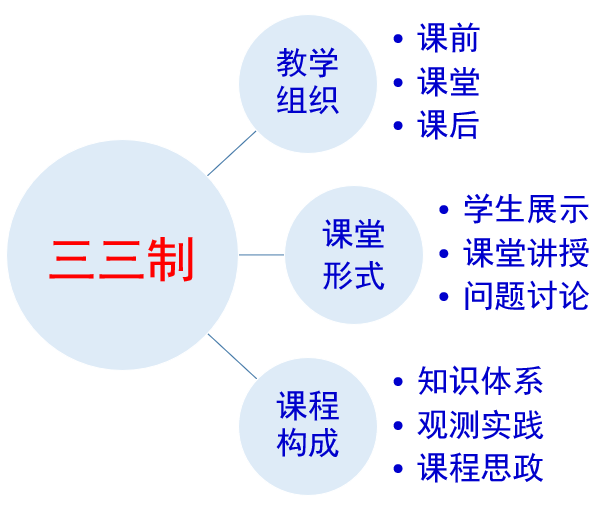 三三制
教学
组织
• 课前
• 课堂
• 课后
课堂
形式
• 学生展示
• 课堂讲授
• 问题讨论
课程
构成
• 知识体系
• 观测实践
• 课程思政